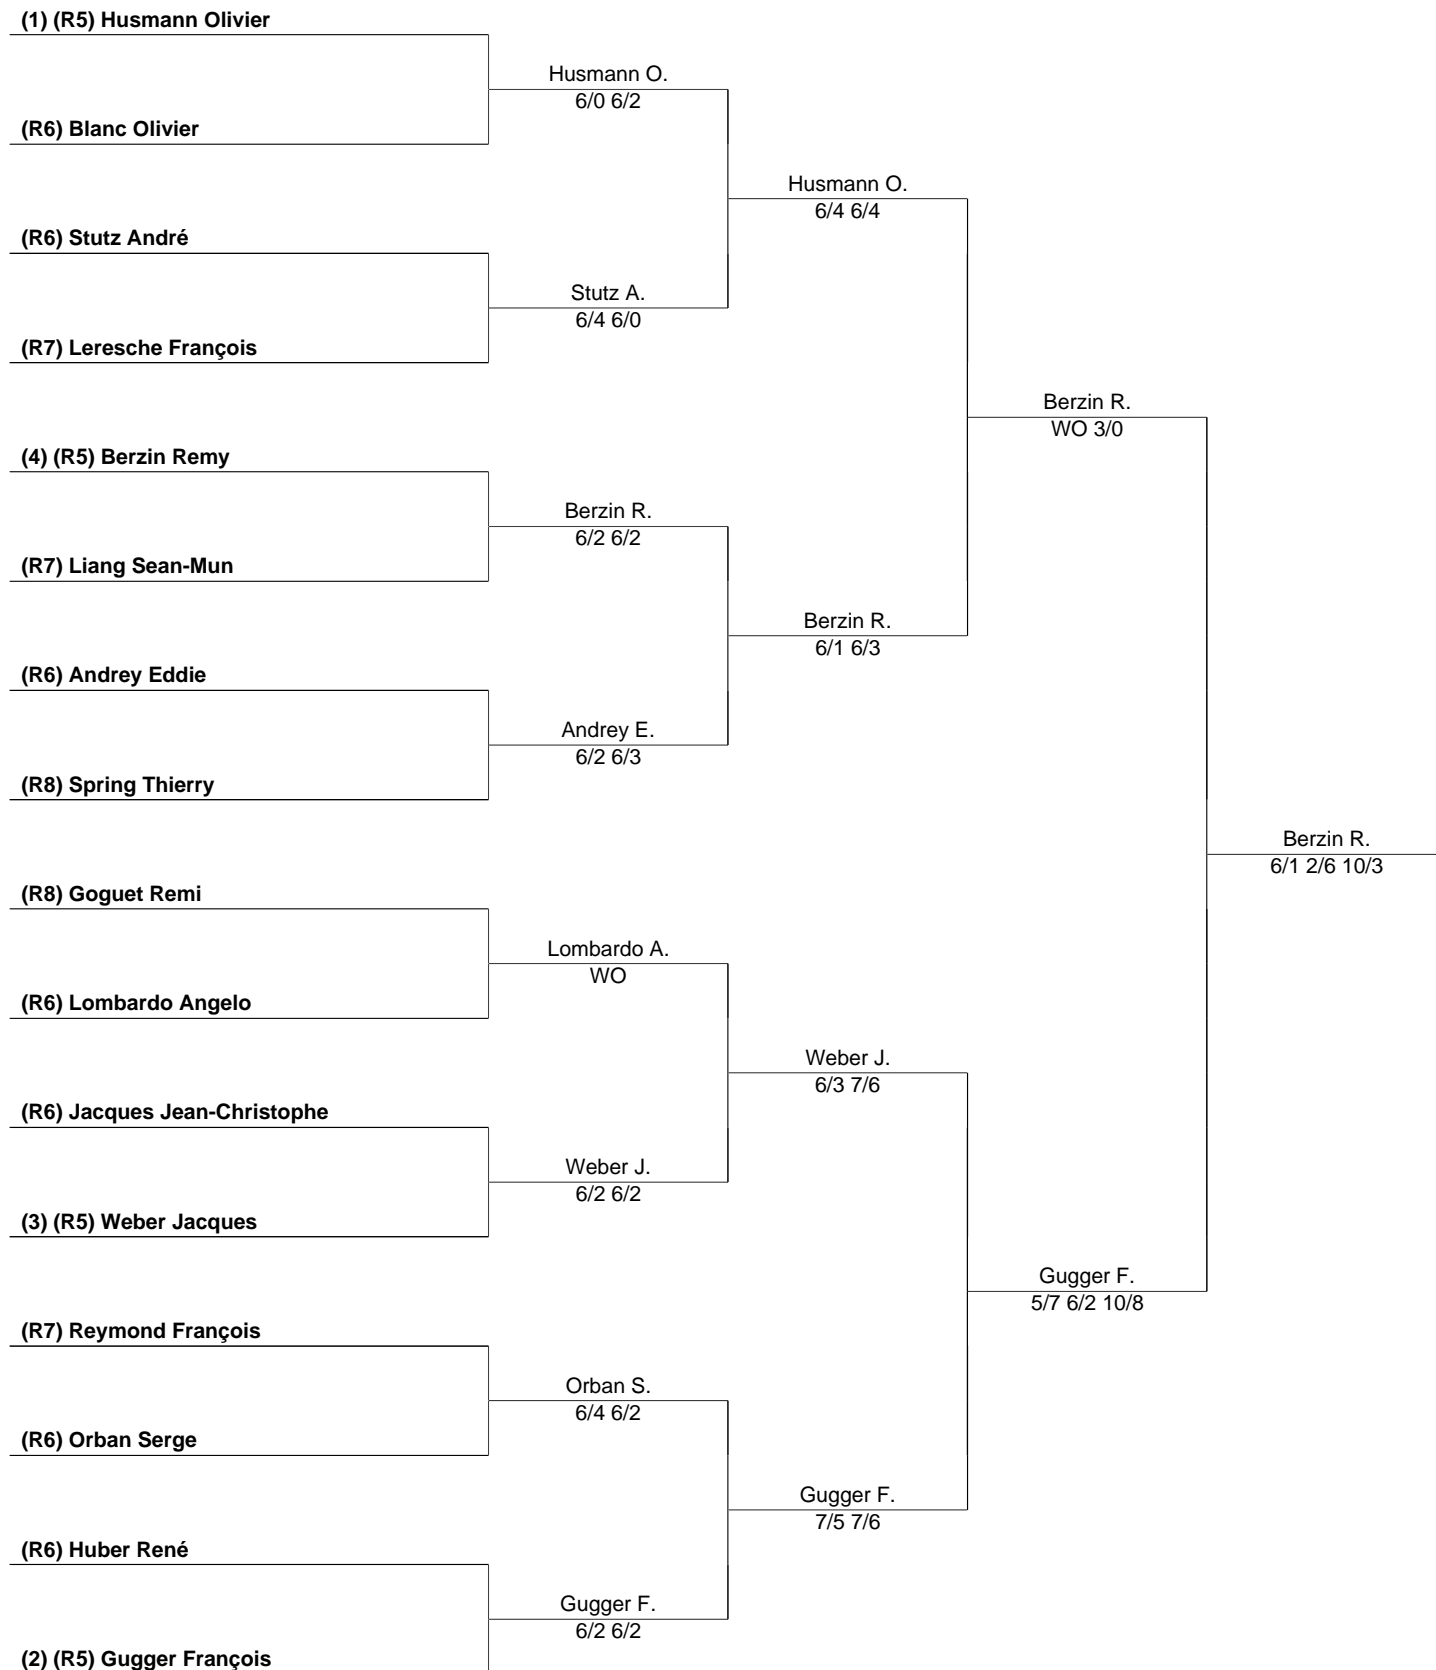 (1) (R5) Husmann Olivier
Husmann O.
6/0 6/2
(R6) Blanc Olivier
Husmann O.
6/4 6/4
(R6) Stutz André
Stutz A.
6/4 6/0
(R7) Leresche François
Berzin R.
WO 3/0
(4) (R5) Berzin Remy
Berzin R.
6/2 6/2
(R7) Liang Sean-Mun
Berzin R.
6/1 6/3
(R6) Andrey Eddie
Andrey E.
6/2 6/3
(R8) Spring Thierry
Berzin R.
6/1 2/6 10/3
(R8) Goguet Remi
Lombardo A.
WO
(R6) Lombardo Angelo
Weber J.
6/3 7/6
(R6) Jacques Jean-Christophe
Weber J.
6/2 6/2
(3) (R5) Weber Jacques
Gugger F.
5/7 6/2 10/8
(R7) Reymond François
Orban S.
6/4 6/2
(R6) Orban Serge
Gugger F.
7/5 7/6
(R6) Huber René
Gugger F.
6/2 6/2
(2) (R5) Gugger François